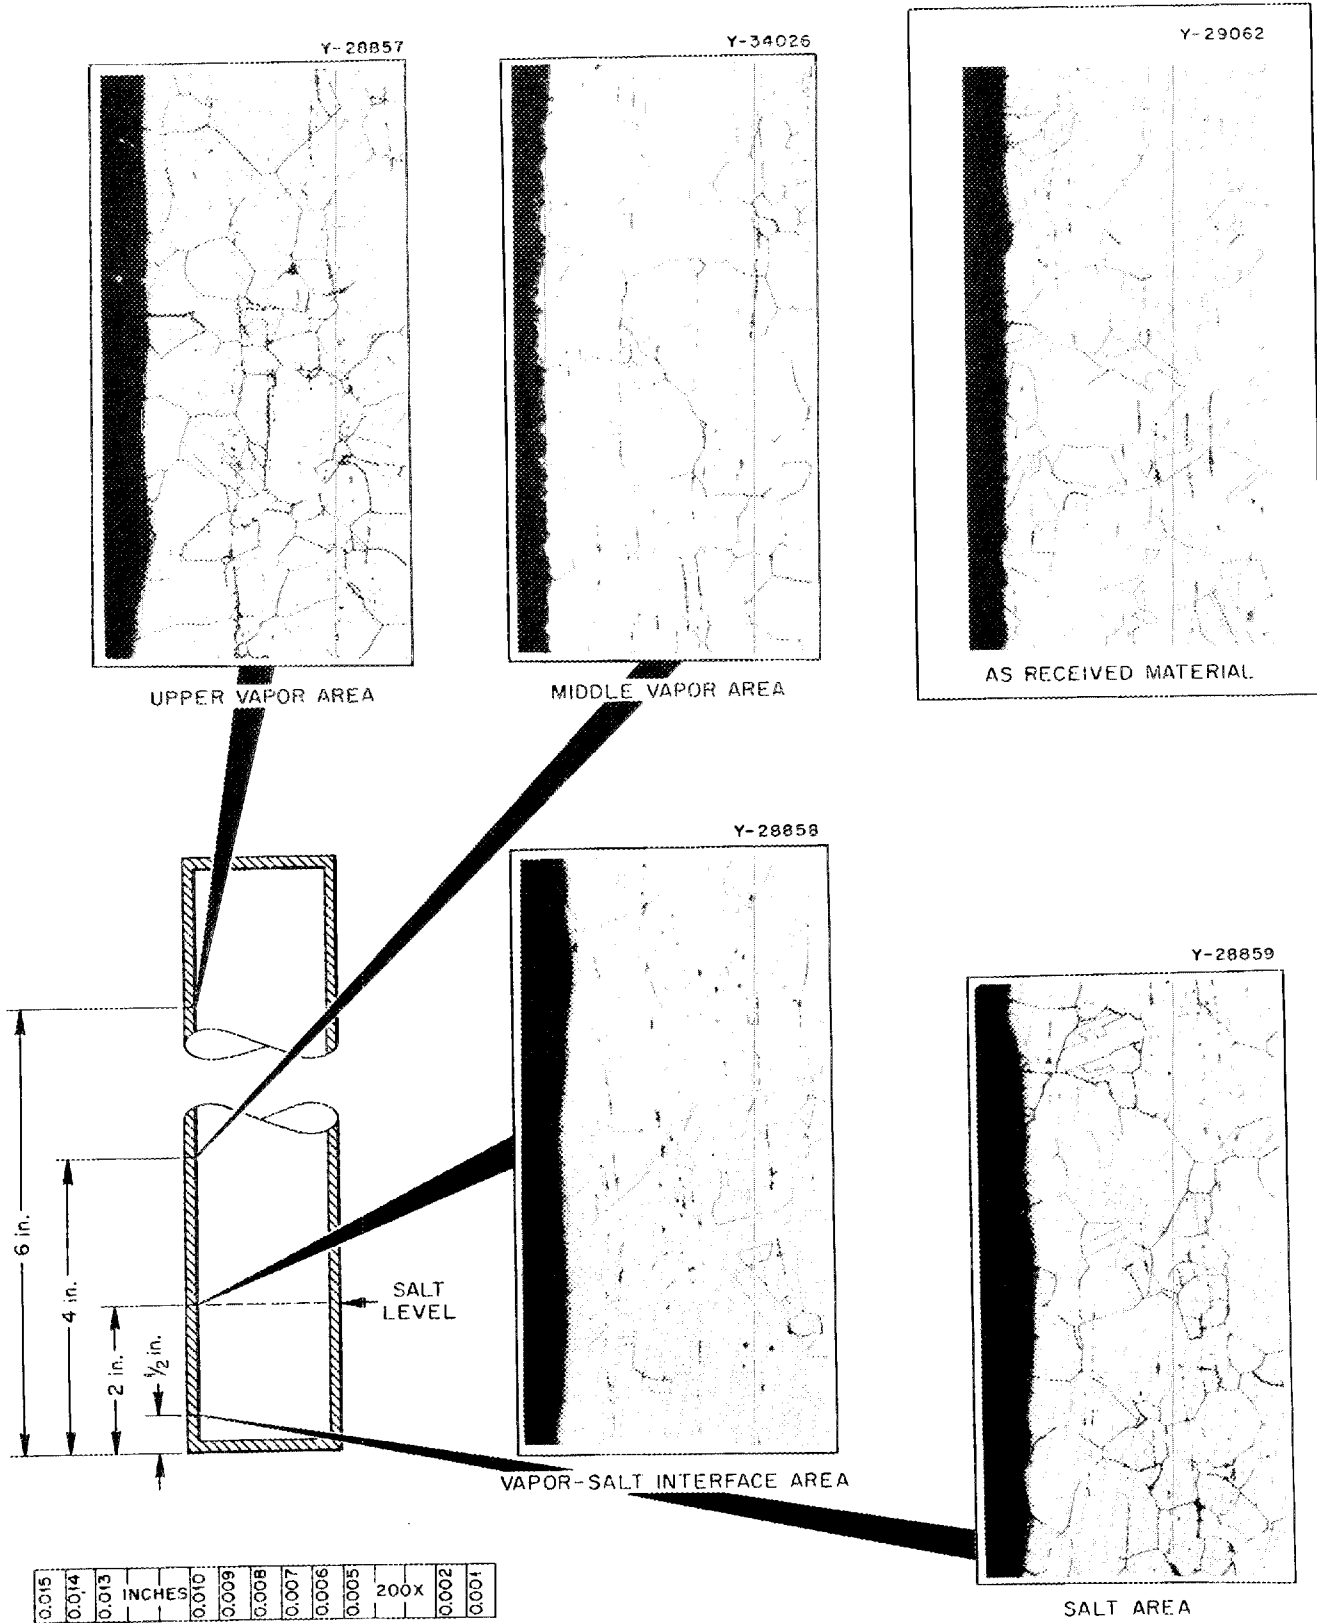 Y-28857
Y-34026
Y-29062
UPPER VAPOR AREA
MIDDLE VAPOR AREA
AS RECEIVED MATERIAL
Y-28858
Y-28859
6 in.
4 in.
2 in.
1/2 in.
SALT
LEVEL
VAPOR-SALT INTERFACE AREA
SALT AREA
0.015
0.014
0.013
INCHES
0.010
0.009
0.008
0.007
0.006
0.005
200X
0.002
0.001